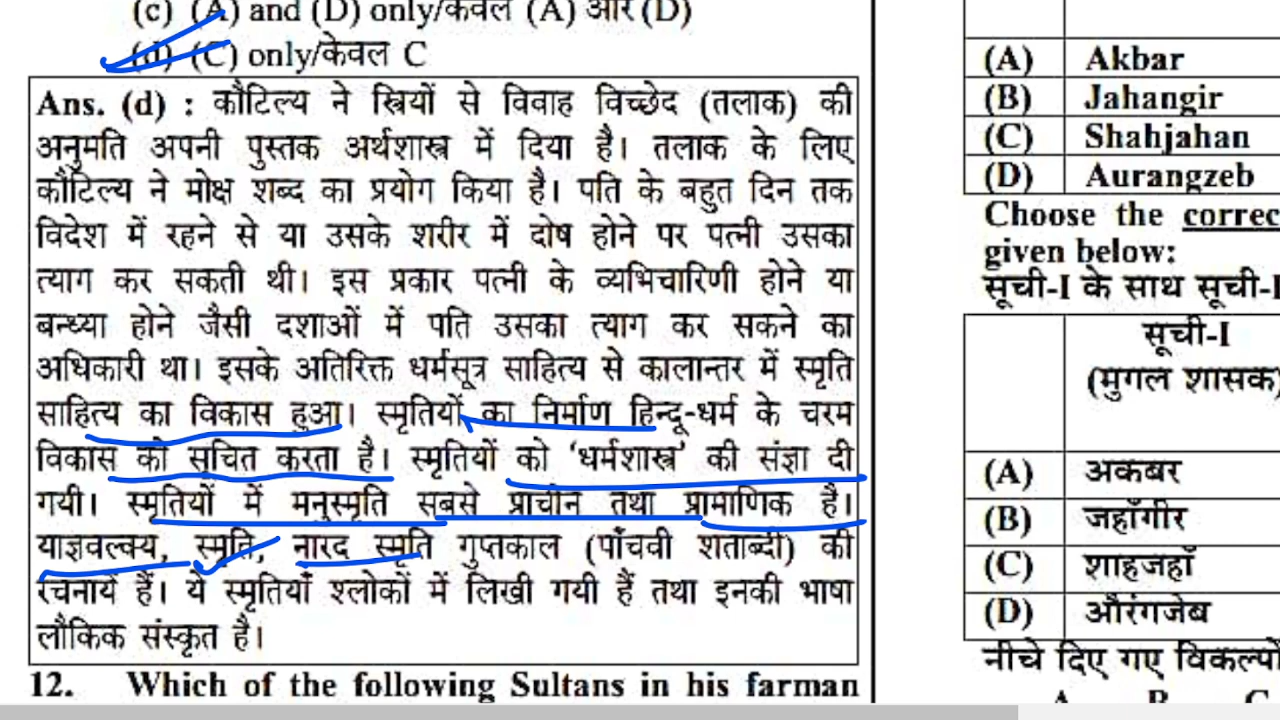 (c) (A) and (D) only/केवल (A) और (D)
(d) (C) only/केवल C
Ans. (d) : कौटिल्य ने स्त्रियों से विवाह विच्छेद (तलाक) की
अनुमति अपनी पुस्तक अर्थशास्त्र में दिया है। तलाक के लिए
कौटिल्य ने मोक्ष शब्द का प्रयोग किया है। पति के बहुत दिन तक
विदेश में रहने से या उसके शरीर में दोष होने पर पत्नी उसका
त्याग कर सकती थी। इस प्रकार पत्नी के व्यभिचारिणी होने या
बन्ध्या होने जैसी दशाओं में पति उसका त्याग कर सकने का
अधिकारी था। इसके अतिरिक्त धर्मसूत्र साहित्य से कालान्तर में स्मृति
साहित्य का विकास हुआ। स्मृतियों का निर्माण हिन्दू-धर्म के चरम
विकास को सूचित करता है। स्मृतियों को 'धर्मशास्त्र' की संज्ञा दी
गयी। स्मृतियों में मनुस्मृति सबसे प्राचीन तथा प्रामाणिक है।
याज्ञवल्क्य, स्मृति, नारद स्मृति गुप्तकाल (पाँचवी शताब्दी) की
रचनायें हैं। ये स्मृतियाँ श्लोकों में लिखी गयी हैं तथा इनकी भाषा
लौकिक संस्कृत है।
12. Which of the following Sultans in his farman
(A) Akbar
(B) Jahangir
(C) Shahjahan
(D) Aurangzeb
Choose the correc
given below:
सूची-I के साथ सूची-I
सूची-I
(मुगल शासक)
(A) अकबर
(B) जहाँगीर
(C) शाहजहाँ
(D) औरंगजेब
नीचे दिए गए विकल्पों
A B C